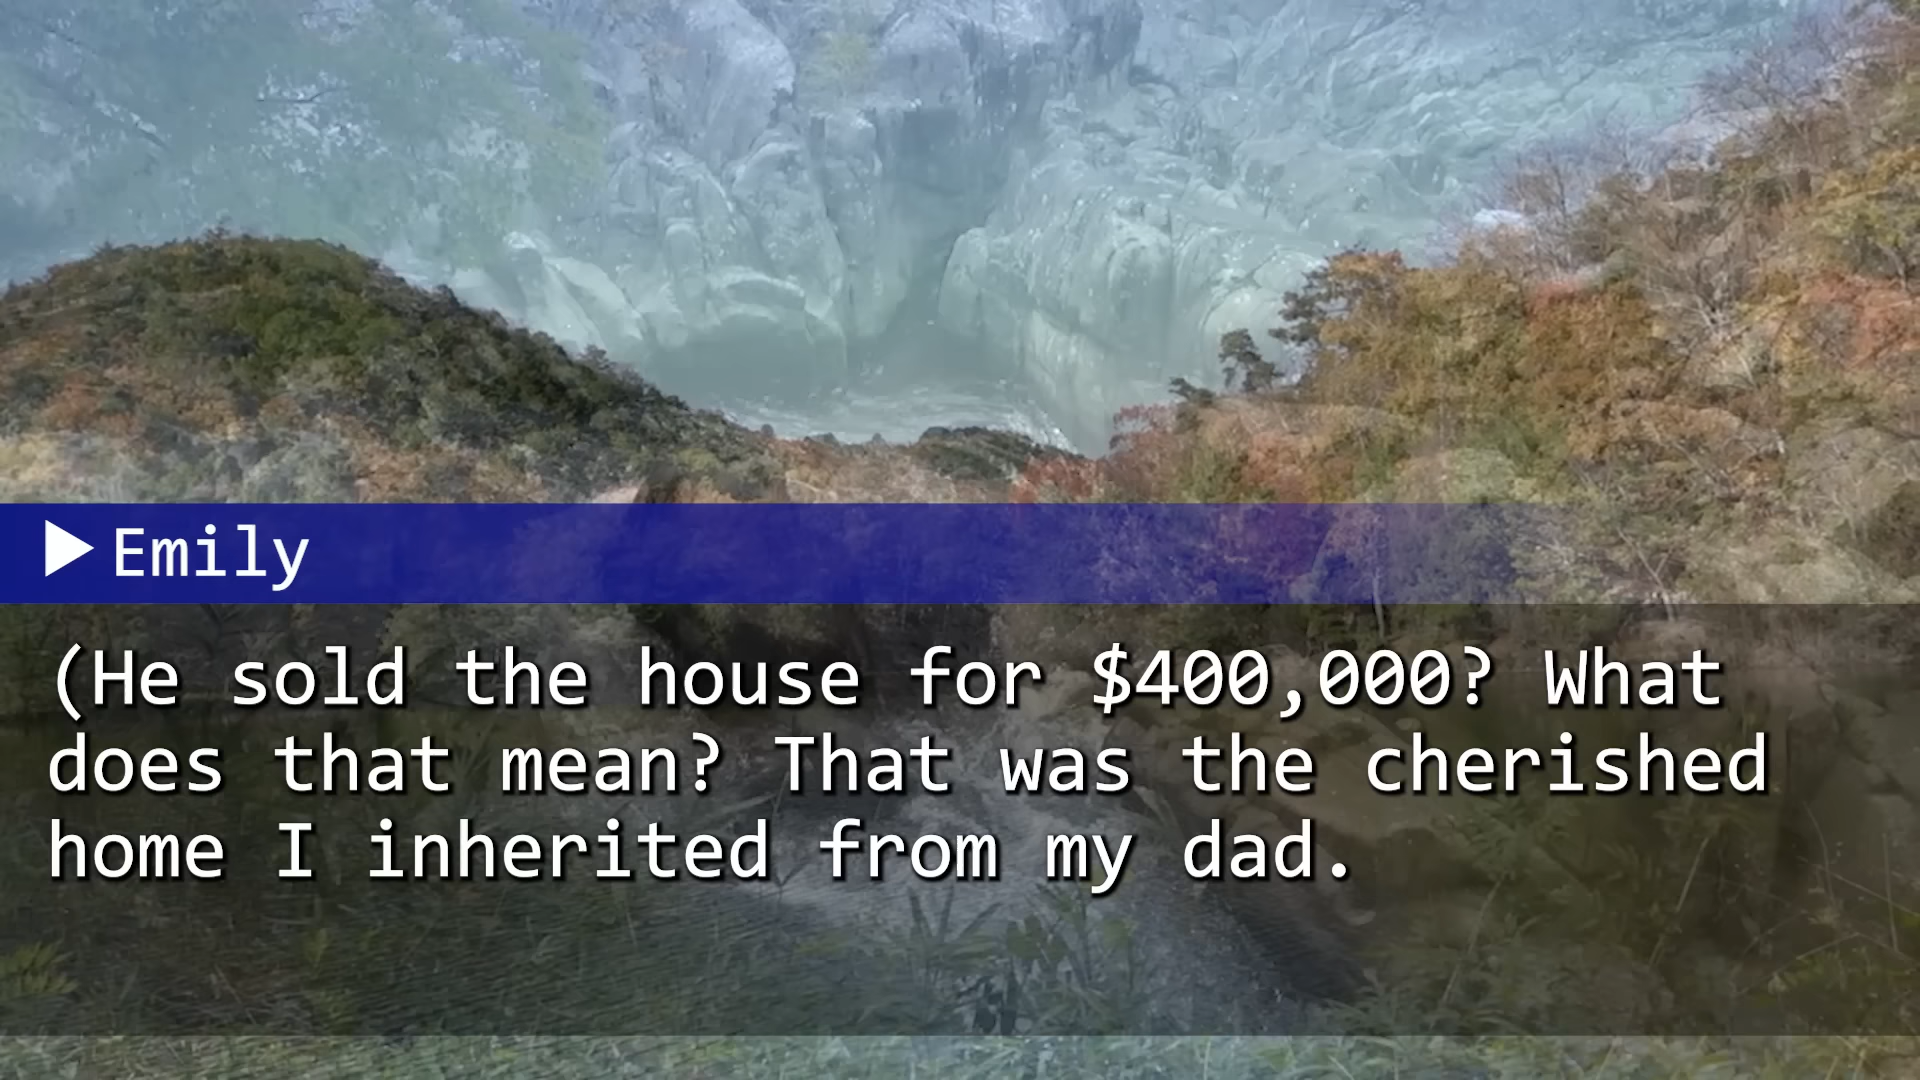 ▶Emily
(He sold the house for $400,000? What
does that mean? That was the cherished
home I inherited from my dad.